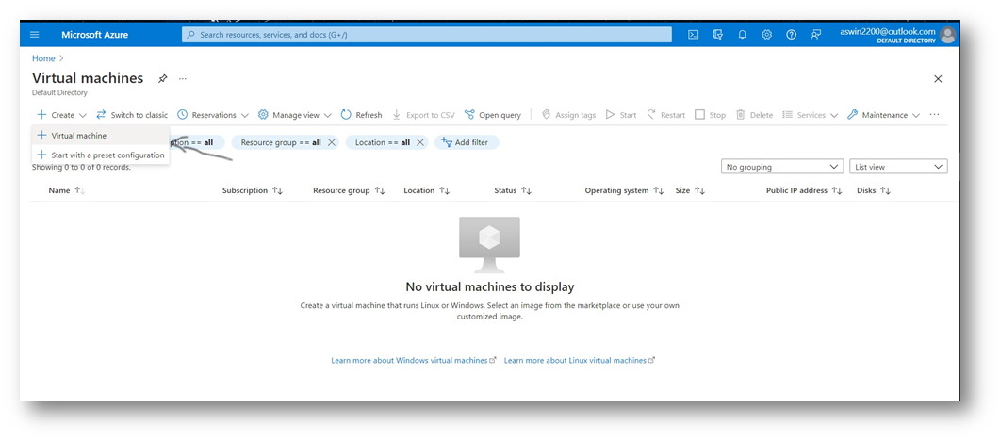 Microsoft Azure
Search resources, services, and docs (G+/)
aswin2200@outlook.com
DEFAULT DIRECTORY
Home
Virtual machines
Default Directory
Create
Switch to classic
Reservations
Manage view
Refresh
Export to CSV
Open query
Assign tags
Start
Restart
Stop
Delete
Services
Maintenance
Virtual machine
Start with a preset configuration
== all
Resource group == all
Location == all
Add filter
Showing 0 to 0 of 0 records.
No grouping
List view
Name
Subscription
Resource group
Location
Status
Operating system
Size
Public IP address
Disks
No virtual machines to display
Create a virtual machine that runs Linux or Windows. Select an image from the marketplace or use your own
customized image.
Learn more about Windows virtual machines
Learn more about Linux virtual machines